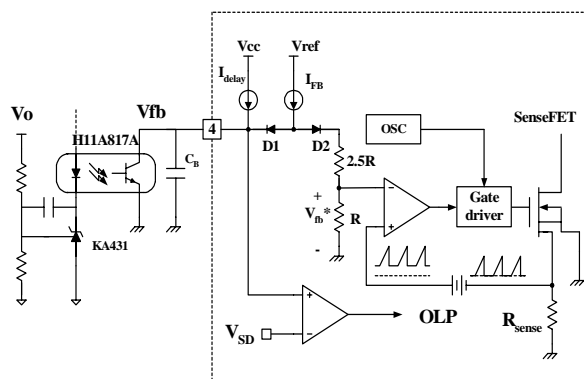 Vcc Vref
I_delay I_FB
Vo Vfb 4 SenseFET
H11A817A D1 D2 OSC
C_B 2.5R
+ − Gate driver
V_fb* R +
KA431 -
+ OLP R_sense
V_SD −